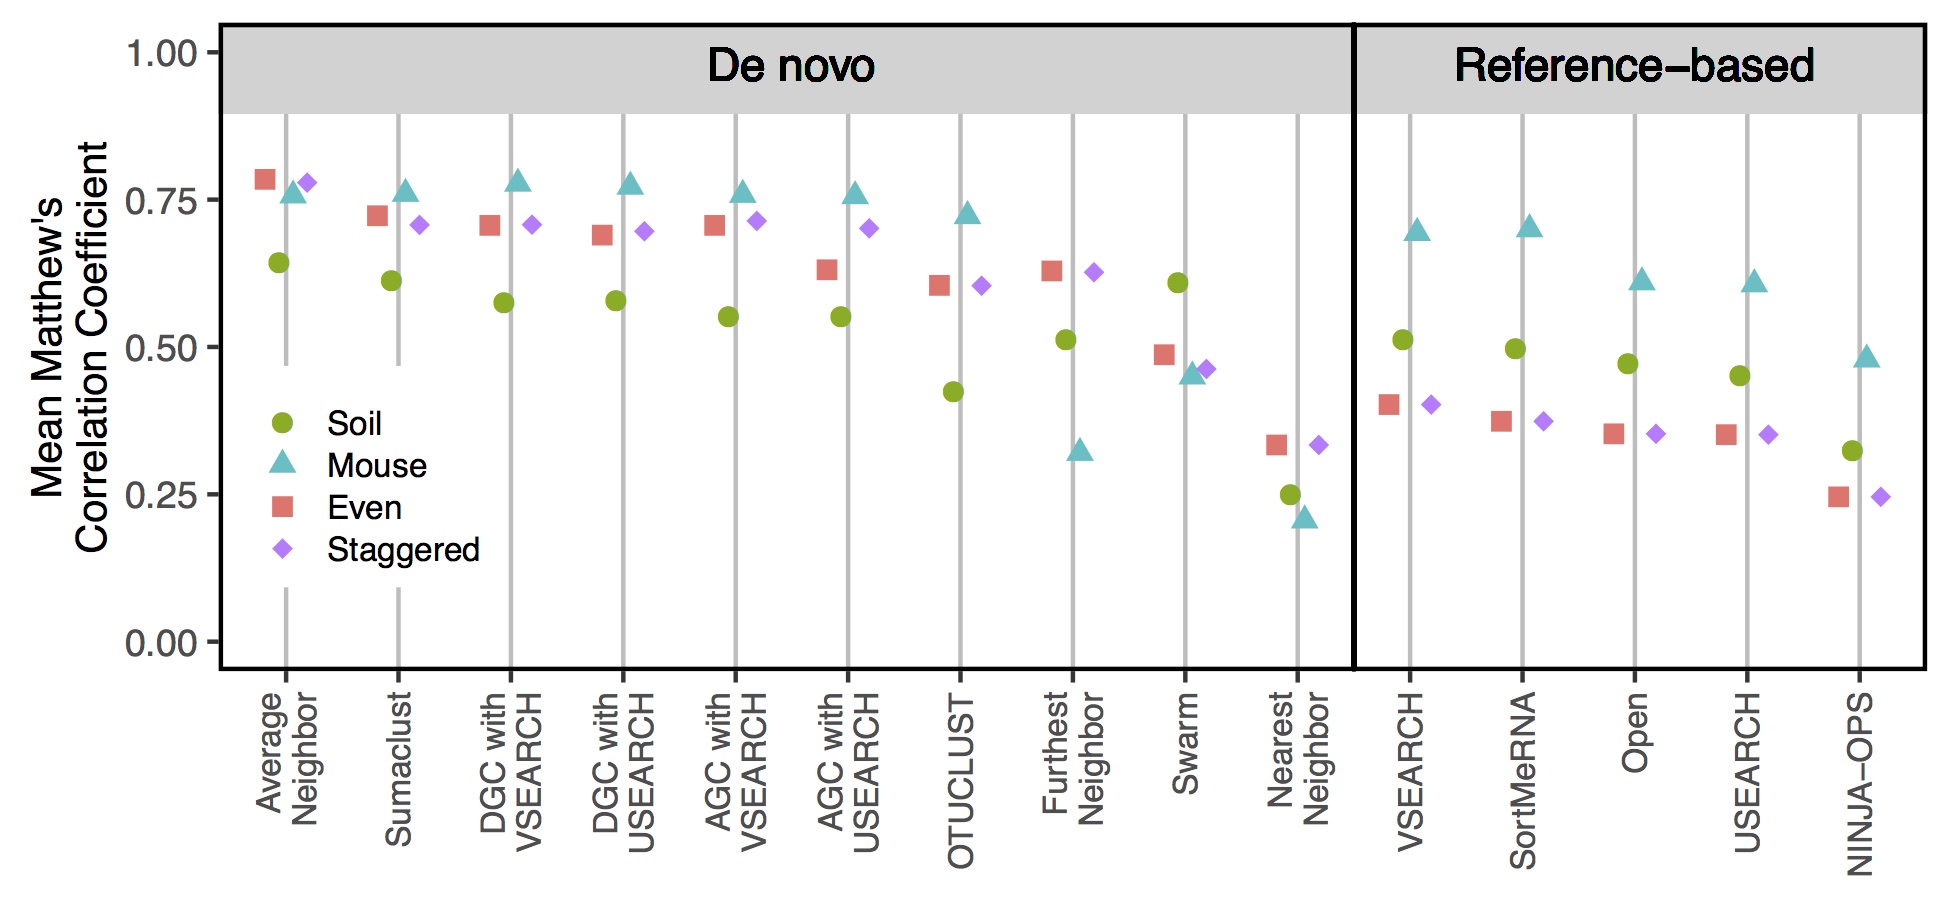 De novo
Reference−based
Mean Matthew's
Correlation Coefficient
1.00
0.75
0.50
0.25
0.00
Soil
Mouse
Even
Staggered
Average
Neighbor
Sumaclust
DGC with
VSEARCH
DGC with
USEARCH
AGC with
VSEARCH
AGC with
USEARCH
OTUCLUST
Furthest
Neighbor
Swarm
Nearest
Neighbor
VSEARCH
SortMeRNA
Open
USEARCH
NINJA−OPS